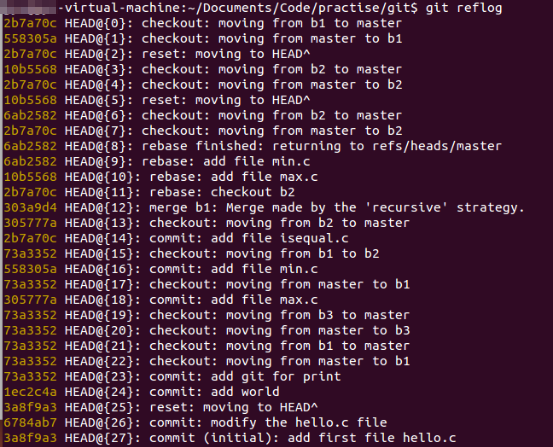 -virtual-machine:~/Documents/Code/practise/git$ git reflog
2b7a70c HEAD@{0}: checkout: moving from b1 to master
558305a HEAD@{1}: checkout: moving from master to b1
2b7a70c HEAD@{2}: reset: moving to HEAD^
10b5568 HEAD@{3}: checkout: moving from b2 to master
2b7a70c HEAD@{4}: checkout: moving from master to b2
10b5568 HEAD@{5}: reset: moving to HEAD^
6ab2582 HEAD@{6}: checkout: moving from b2 to master
2b7a70c HEAD@{7}: checkout: moving from master to b2
6ab2582 HEAD@{8}: rebase finished: returning to refs/heads/master
6ab2582 HEAD@{9}: rebase: add file min.c
10b5568 HEAD@{10}: rebase: add file max.c
2b7a70c HEAD@{11}: rebase: checkout b2
303a9d4 HEAD@{12}: merge b1: Merge made by the 'recursive' strategy.
305777a HEAD@{13}: checkout: moving from b2 to master
2b7a70c HEAD@{14}: commit: add file isequal.c
73a3352 HEAD@{15}: checkout: moving from b1 to b2
558305a HEAD@{16}: commit: add file min.c
73a3352 HEAD@{17}: checkout: moving from master to b1
305777a HEAD@{18}: commit: add file max.c
73a3352 HEAD@{19}: checkout: moving from b3 to master
73a3352 HEAD@{20}: checkout: moving from master to b3
73a3352 HEAD@{21}: checkout: moving from b1 to master
73a3352 HEAD@{22}: checkout: moving from master to b1
73a3352 HEAD@{23}: commit: add git for print
1ec2c4a HEAD@{24}: commit: add world
3a8f9a3 HEAD@{25}: reset: moving to HEAD^
6784ab7 HEAD@{26}: commit: modify the hello.c file
3a8f9a3 HEAD@{27}: commit (initial): add first file hello.c